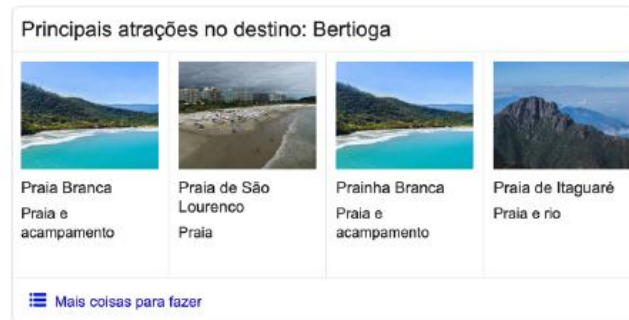 Principais atrações no destino: Bertioga
Praia Branca
Praia e
acampamento
Praia de São
Lourenco
Praia
Prainha Branca
Praia e
acampamento
Praia de Itaguaré
Praia e rio
Mais coisas para fazer